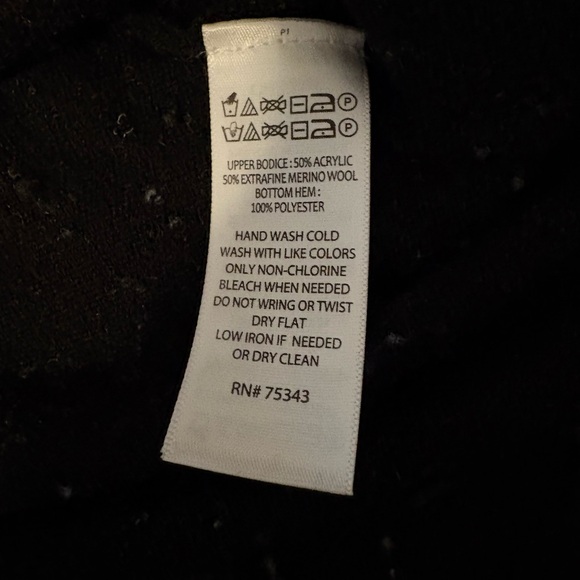 P1
P
P
UPPER BODICE : 50% ACRYLIC
50% EXTRAFINE MERINO WOOL
BOTTOM HEM :
100% POLYESTER
HAND WASH COLD
WASH WITH LIKE COLORS
ONLY NON-CHLORINE
BLEACH WHEN NEEDED
DO NOT WRING OR TWIST
DRY FLAT
LOW IRON IF NEEDED
OR DRY CLEAN
RN# 75343